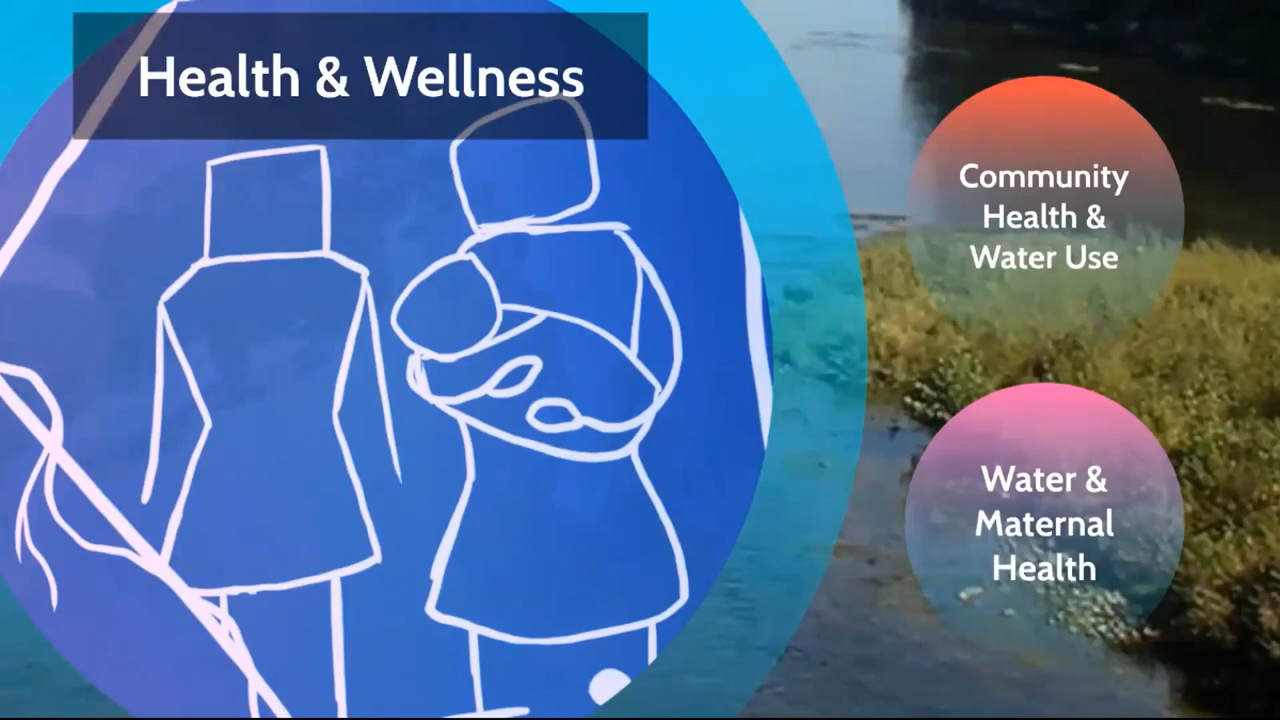 Health & Wellness
Community
Health &
Water Use
Water &
Maternal
Health